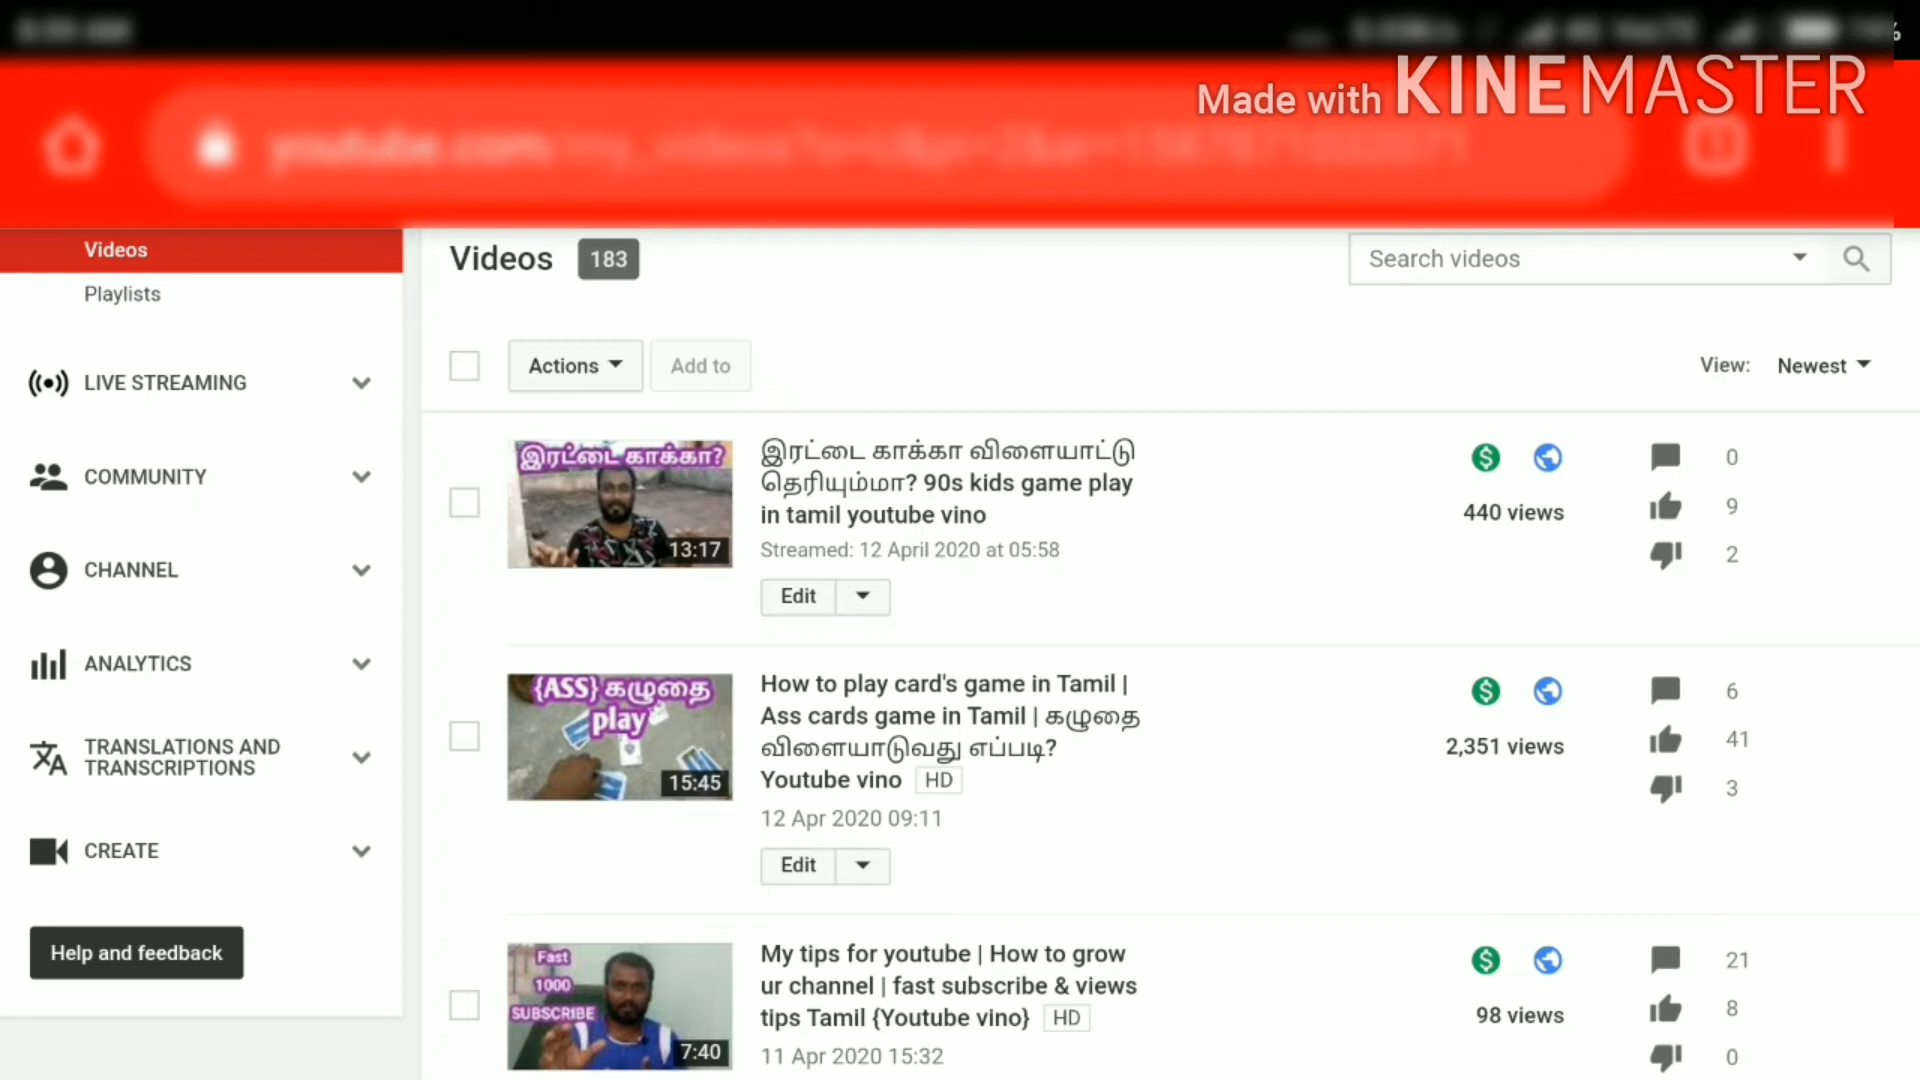 Made with KINEMASTER
youtube.com
Videos
Playlists
LIVE STREAMING
COMMUNITY
CHANNEL
ANALYTICS
TRANSLATIONS AND
TRANSCRIPTIONS
CREATE
Help and feedback
Videos 183
Search videos
Actions Add to
View: Newest
இரட்டை காக்கா?
13:17
இரட்டை காக்கா விளையாட்டு
தெரியும்மா? 90s kids game play
in tamil youtube vino
Streamed: 12 April 2020 at 05:58
Edit
440 views
0
9
2
{ASS} கழுதை
play
15:45
How to play card's game in Tamil |
Ass cards game in Tamil | கழுதை
விளையாடுவது எப்படி?
Youtube vino HD
12 Apr 2020 09:11
Edit
2,351 views
6
41
3
Fast
1000
SUBSCRIBE
7:40
My tips for youtube | How to grow
ur channel | fast subscribe & views
tips Tamil {Youtube vino} HD
11 Apr 2020 15:32
98 views
21
8
0